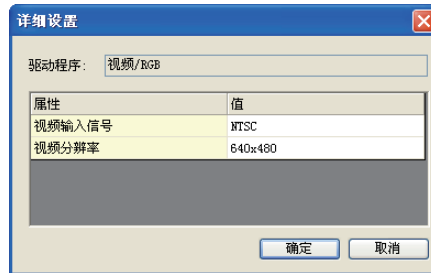 详细设置
驱动程序: 视频/RGB
属性 值
视频输入信号 NTSC
视频分辨率 640x480
确定 取消